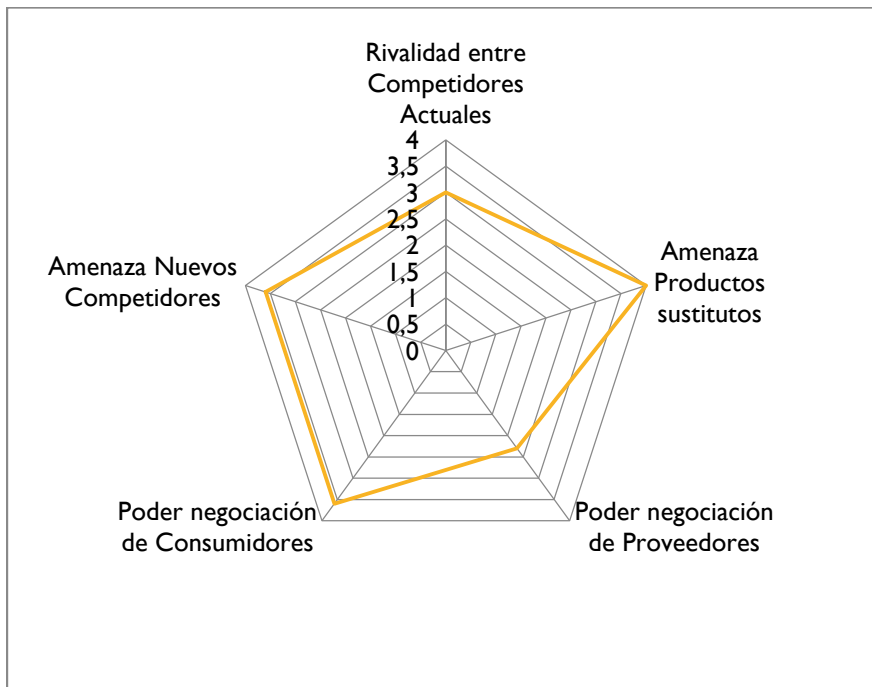 Rivalidad entre
Competidores
Actuales
4
3,5
3
2,5
2
1,5
1
0,5
0
Amenaza
Productos
sustitutos
Poder negociación
de Proveedores
Poder negociación
de Consumidores
Amenaza Nuevos
Competidores